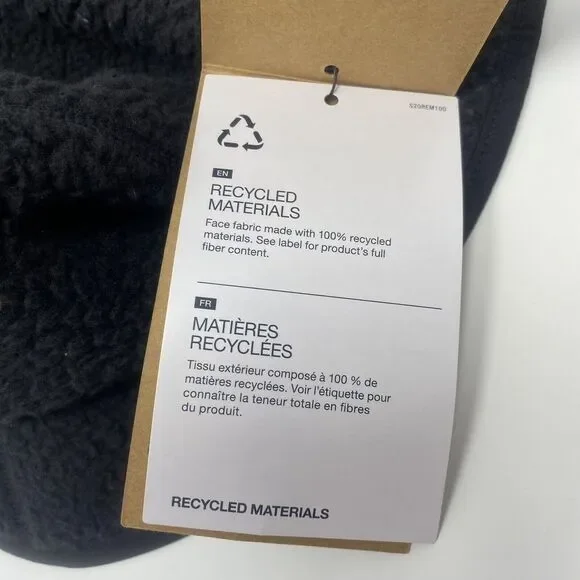 S20REM100
EN
RECYCLED
MATERIALS
Face fabric made with 100% recycled
materials. See label for product's full
fiber content.
FR
MATIÈRES
RECYCLÉES
Tissu extérieur composé à 100 % de
matières recyclées. Voir l'étiquette pour
connaître la teneur totale en fibres
du produit.
RECYCLED MATERIALS